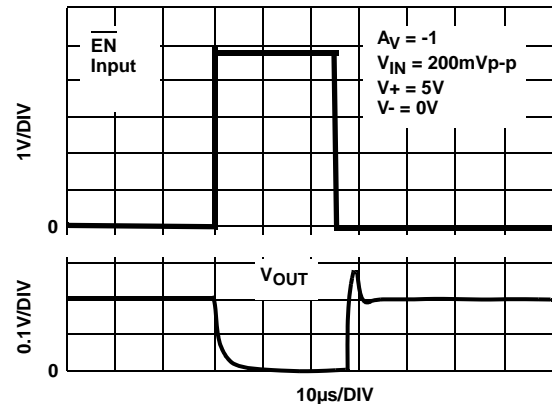 EN
Input
A_V = -1
V_IN = 200mVp-p
V+ = 5V
V- = 0V
1V/DIV
0
V_OUT
0.1V/DIV
0
10µs/DIV